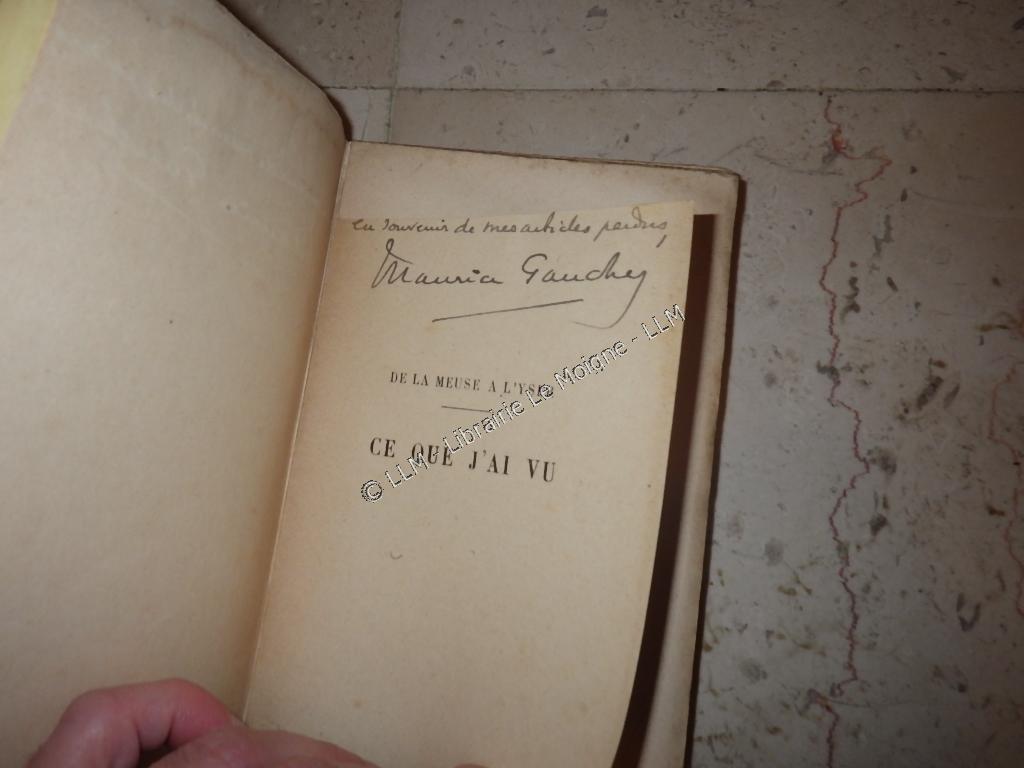 en souvenir de mes articles perdus,
Maurice Gauchez
DE LA MEUSE A L'YSER
CE QUE J'AI VU
© LLM - Librairie Le Moigne - LLM